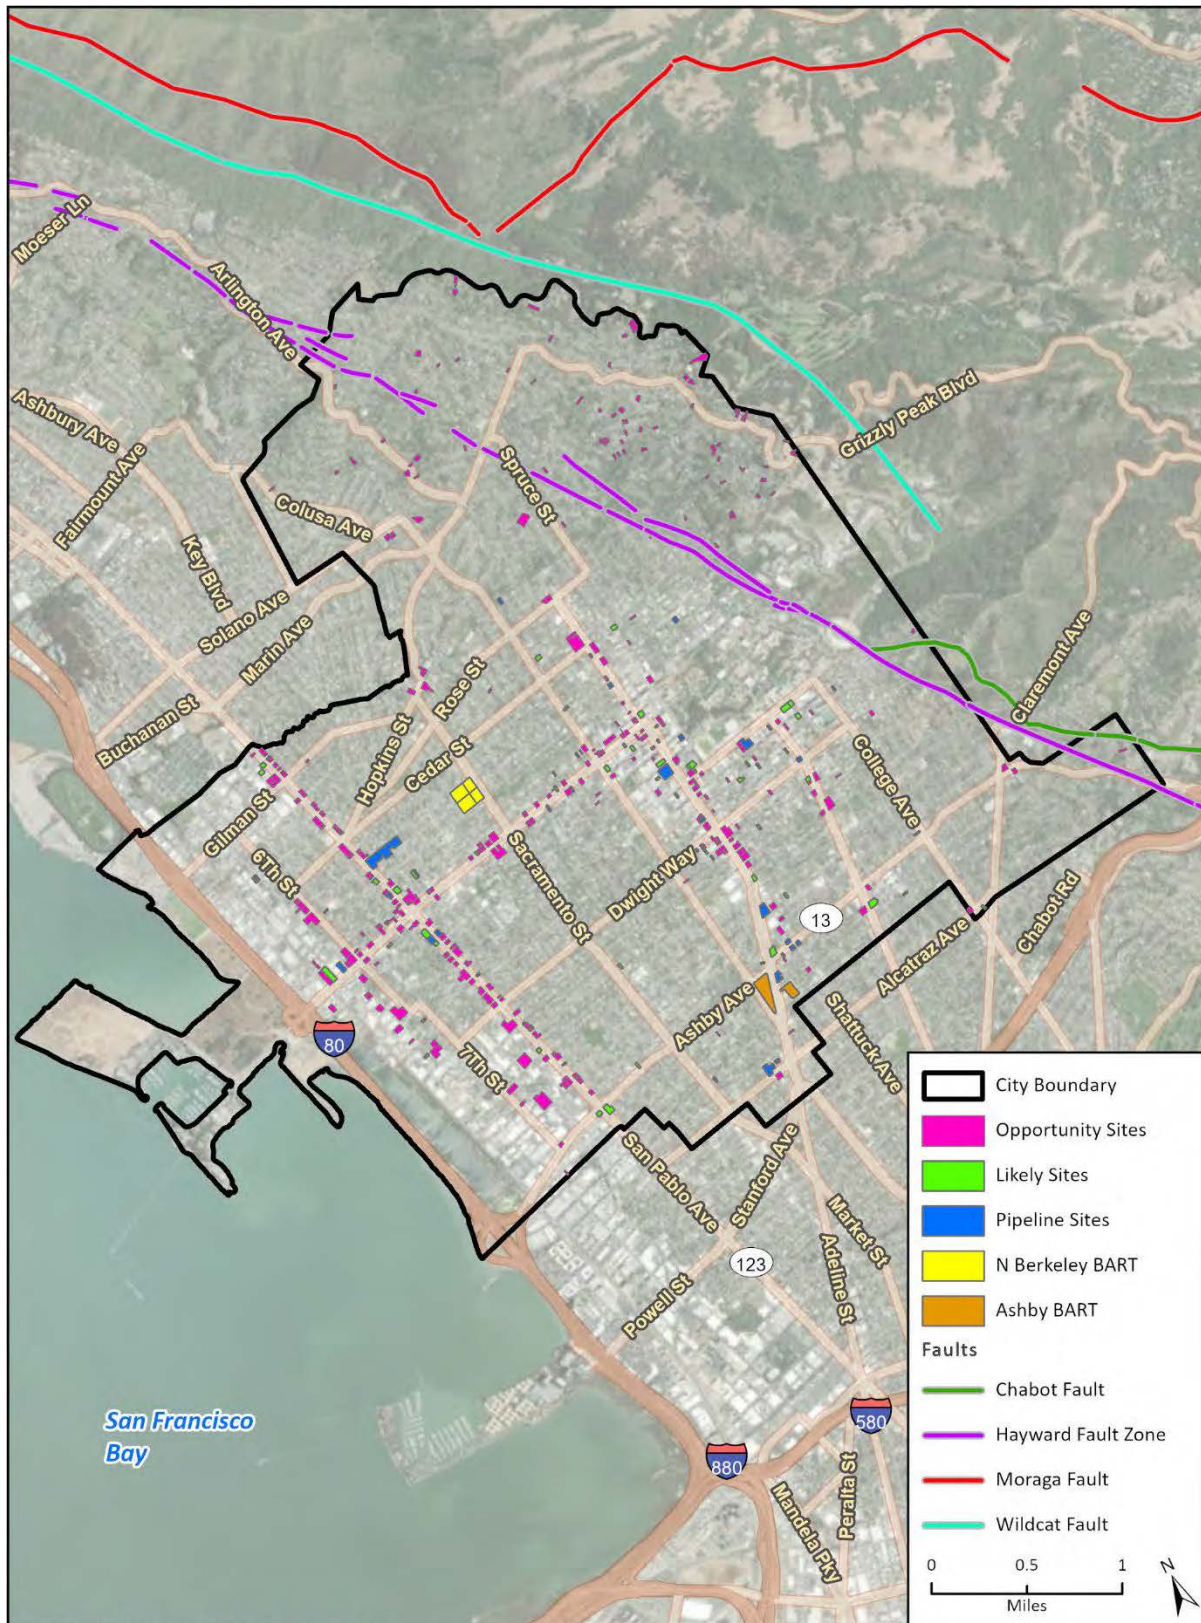 Moeser Ln
Arlington Ave
Ashbury Ave
Fairmount Ave
Grizzly Peak Blvd
Spruce St
Colusa Ave
Key Blvd
Solano Ave
Marin Ave
Claremont Ave
Buchanan St
Rose St
Hopkins St
Cedar St
College Ave
Gilman St
6Th St
Sacramento St
Dwight Way
13
Chabot Rd
Alcatraz Ave
Ashby Ave
Shattuck Ave
80
7Th St
San Pablo Ave
Stanford Ave
Market St
Adeline St
123
Powell St
San Francisco
Bay
580
880
Mandela Pky
Peralta St
City Boundary
Opportunity Sites
Likely Sites
Pipeline Sites
N Berkeley BART
Ashby BART
Faults
Chabot Fault
Hayward Fault Zone
Moraga Fault
Wildcat Fault
0 0.5 1
Miles
N